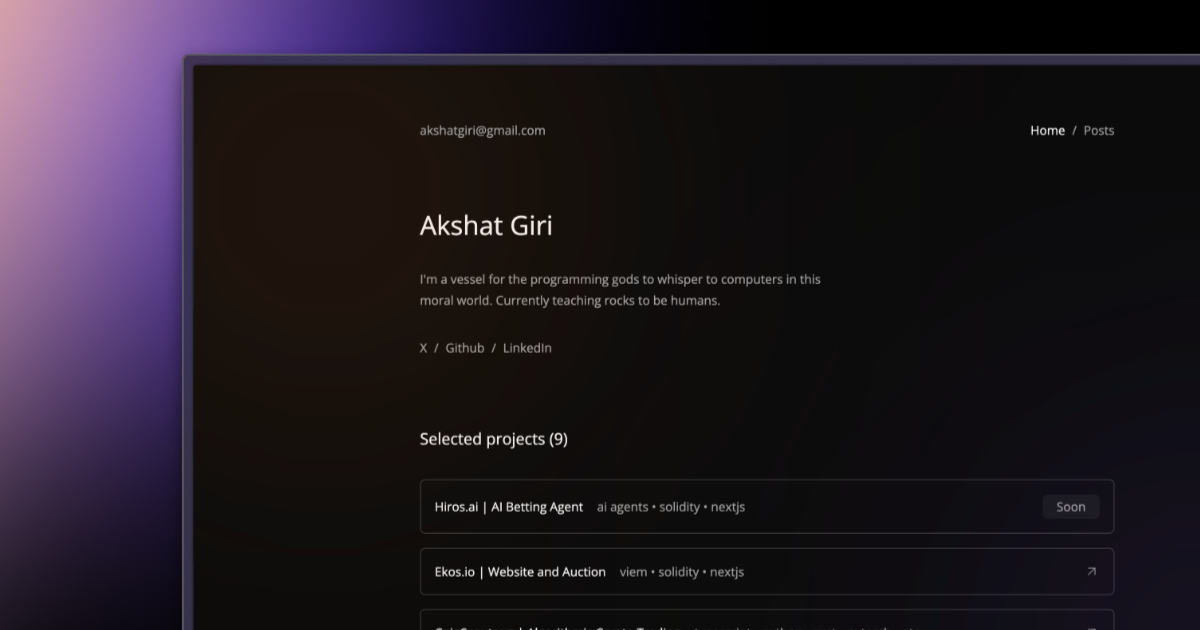 akshatgiri@gmail.com
Home / Posts
Akshat Giri
I'm a vessel for the programming gods to whisper to computers in this
moral world. Currently teaching rocks to be humans.
X / Github / LinkedIn
Selected projects (9)
Hiros.ai | AI Betting Agent ai agents • solidity • nextjs Soon
Ekos.io | Website and Auction viem • solidity • nextjs